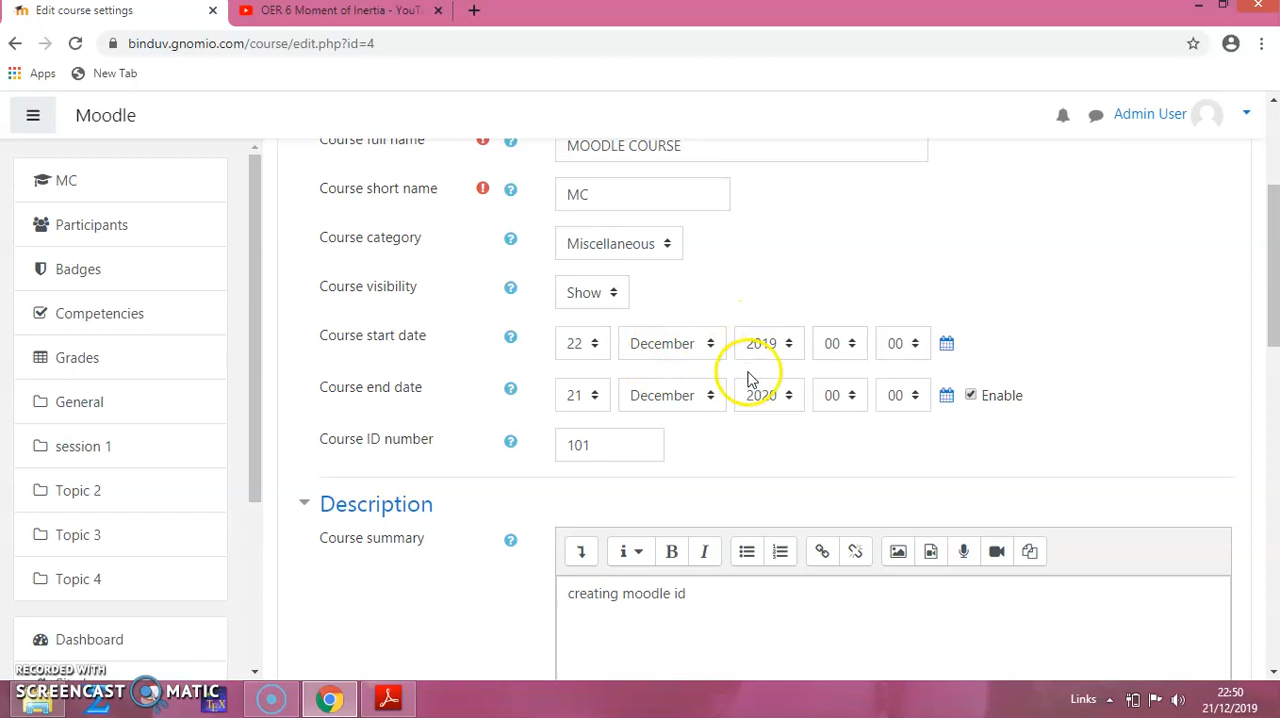 Edit course settings
OER 6 Moment of Inertia - YouT
binduv.gnomio.com/course/edit.php?id=4
Apps
New Tab
Moodle
Admin User
MC
Participants
Badges
Competencies
Grades
General
session 1
Topic 2
Topic 3
Topic 4
Dashboard
Course full name
MOODLE COURSE
Course short name
MC
Course category
Miscellaneous
Course visibility
Show
Course start date
22 December 2019 00 00
Course end date
21 December 2020 00 00 Enable
Course ID number
101
Description
Course summary
i B I
creating moodle id
RECORDED WITH
SCREENCAST MATIC
Links
22:50
21/12/2019